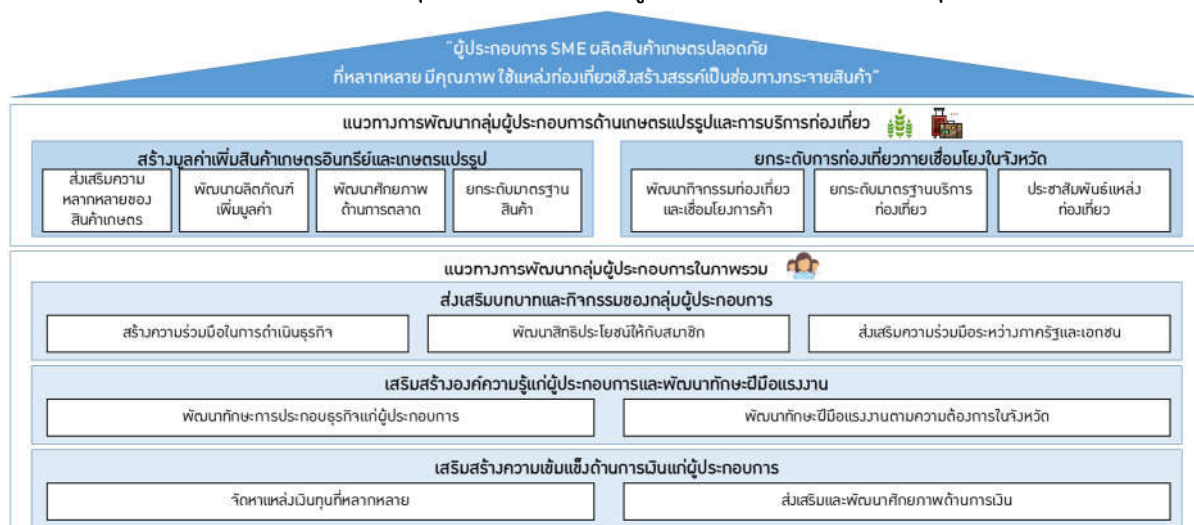 "ผู้ประกอบการ SME ผลิตสินค้าเกษตรปลอดภัย
ที่หลากหลาย มีคุณภาพ ใช้แหล่งท่องเที่ยวเชิงสร้างสรรค์เป็นช่องทางกระจายสินค้า"
แนวทางการพัฒนากลุ่มผู้ประกอบการด้านเกษตรแปรรูปและการบริการท่องเที่ยว
สร้างมูลค่าเพิ่มสินค้าเกษตรอินทรีย์และเกษตรแปรรูป
ส่งเสริมความ
หลากหลายของ
สินค้าเกษตร
พัฒนาผลิตภัณฑ์
เพิ่มมูลค่า
พัฒนาศักยภาพ
ด้านการตลาด
ยกระดับมาตรฐาน
สินค้า
ยกระดับการท่องเที่ยวภายเชื่อมโยงในจังหวัด
พัฒนากิจกรรมท่องเที่ยว
และเชื่อมโยงการค้า
ยกระดับมาตรฐานบริการ
ท่องเที่ยว
ประชาสัมพันธ์แหล่ง
ท่องเที่ยว
แนวทางการพัฒนากลุ่มผู้ประกอบการในภาพรวม
ส่งเสริมบทบาทและกิจกรรมของกลุ่มผู้ประกอบการ
สร้างความร่วมมือในการดำเนินธุรกิจ
พัฒนาสิทธิประโยชน์ให้กับสมาชิก
ส่งเสริมความร่วมมือระหว่างภาครัฐและเอกชน
เสริมสร้างองค์ความรู้แก่ผู้ประกอบการและพัฒนาทักษะฝีมือแรงงาน
พัฒนาทักษะการประกอบธุรกิจแก่ผู้ประกอบการ
พัฒนาทักษะฝีมือแรงงานตามความต้องการในจังหวัด
เสริมสร้างความเข้มแข็งด้านการเงินแก่ผู้ประกอบการ
จัดหาแหล่งเงินทุนที่หลากหลาย
ส่งเสริมและพัฒนาศักยภาพด้านการเงิน